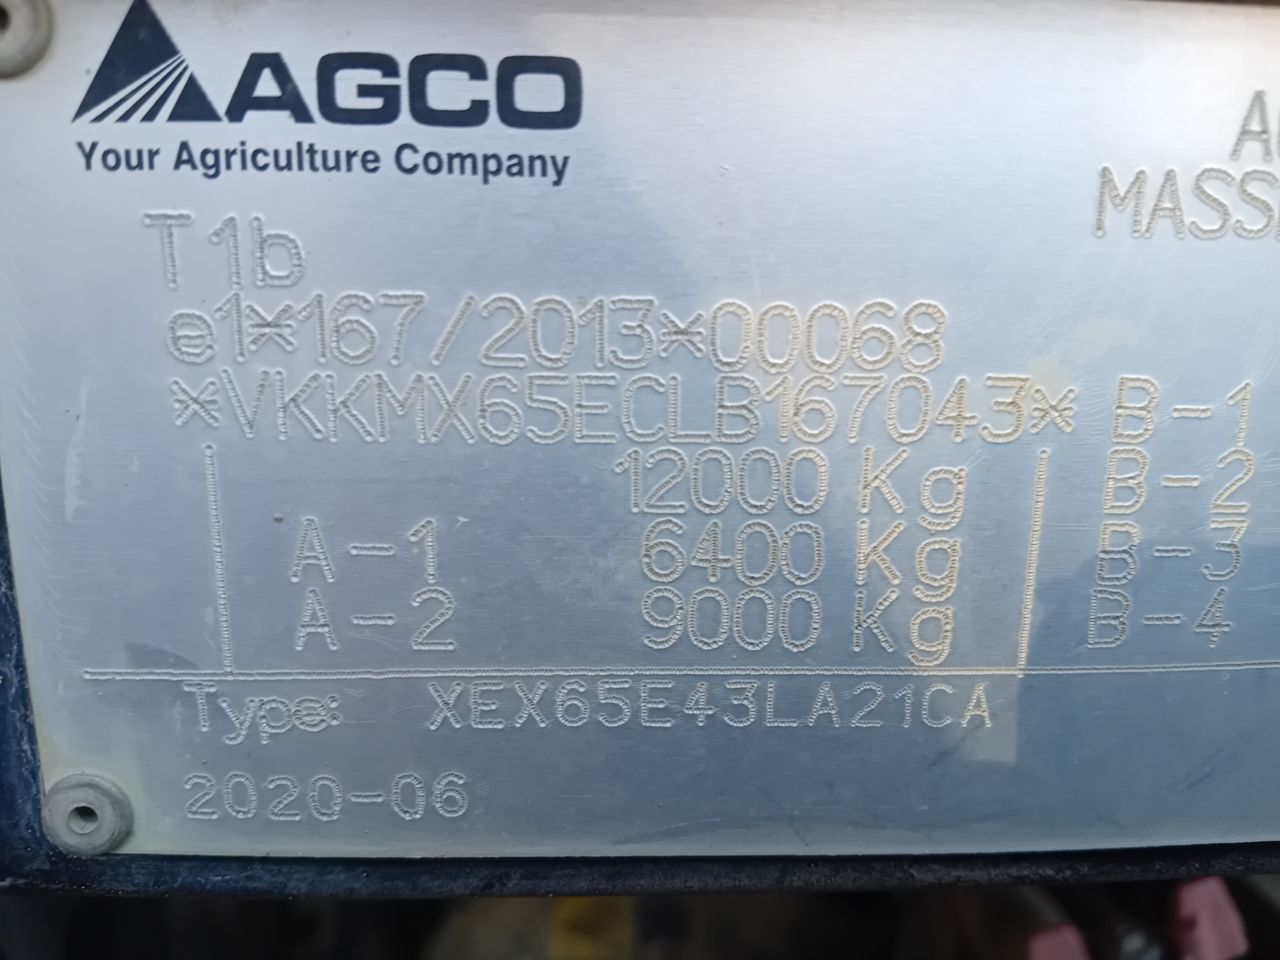 AGCO
Your Agriculture Company
MASS
T1b
e1*167/2013*00068
*VKKMX65ECLB167043* B-1
12000 Kg B-2
A-1 6400 Kg B-3
A-2 9000 Kg B-4
Type: XEX65E43LA21CA
2020-06